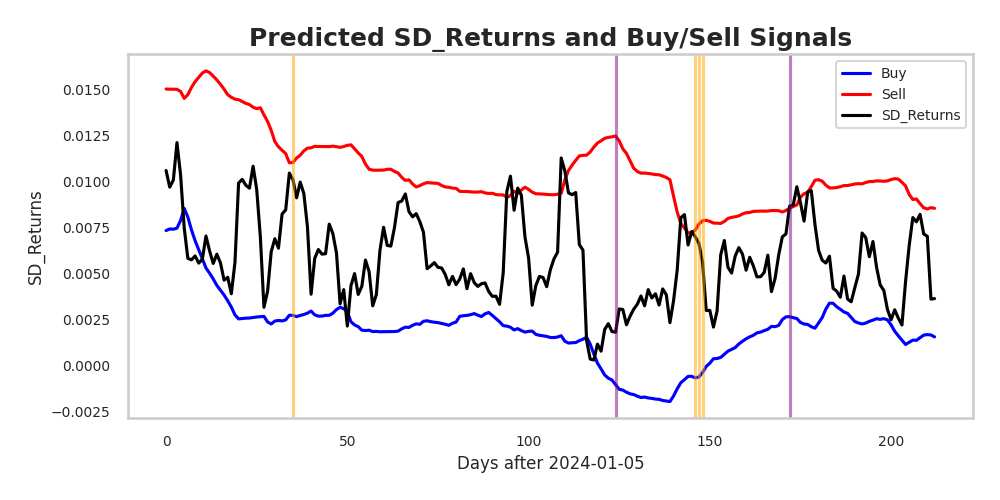 Predicted SD_Returns and Buy/Sell Signals
SD_Returns
0.0150
0.0125
0.0100
0.0075
0.0050
0.0025
0.0000
−0.0025
Buy
Sell
SD_Returns
0 50 100 150 200
Days after 2024-01-05